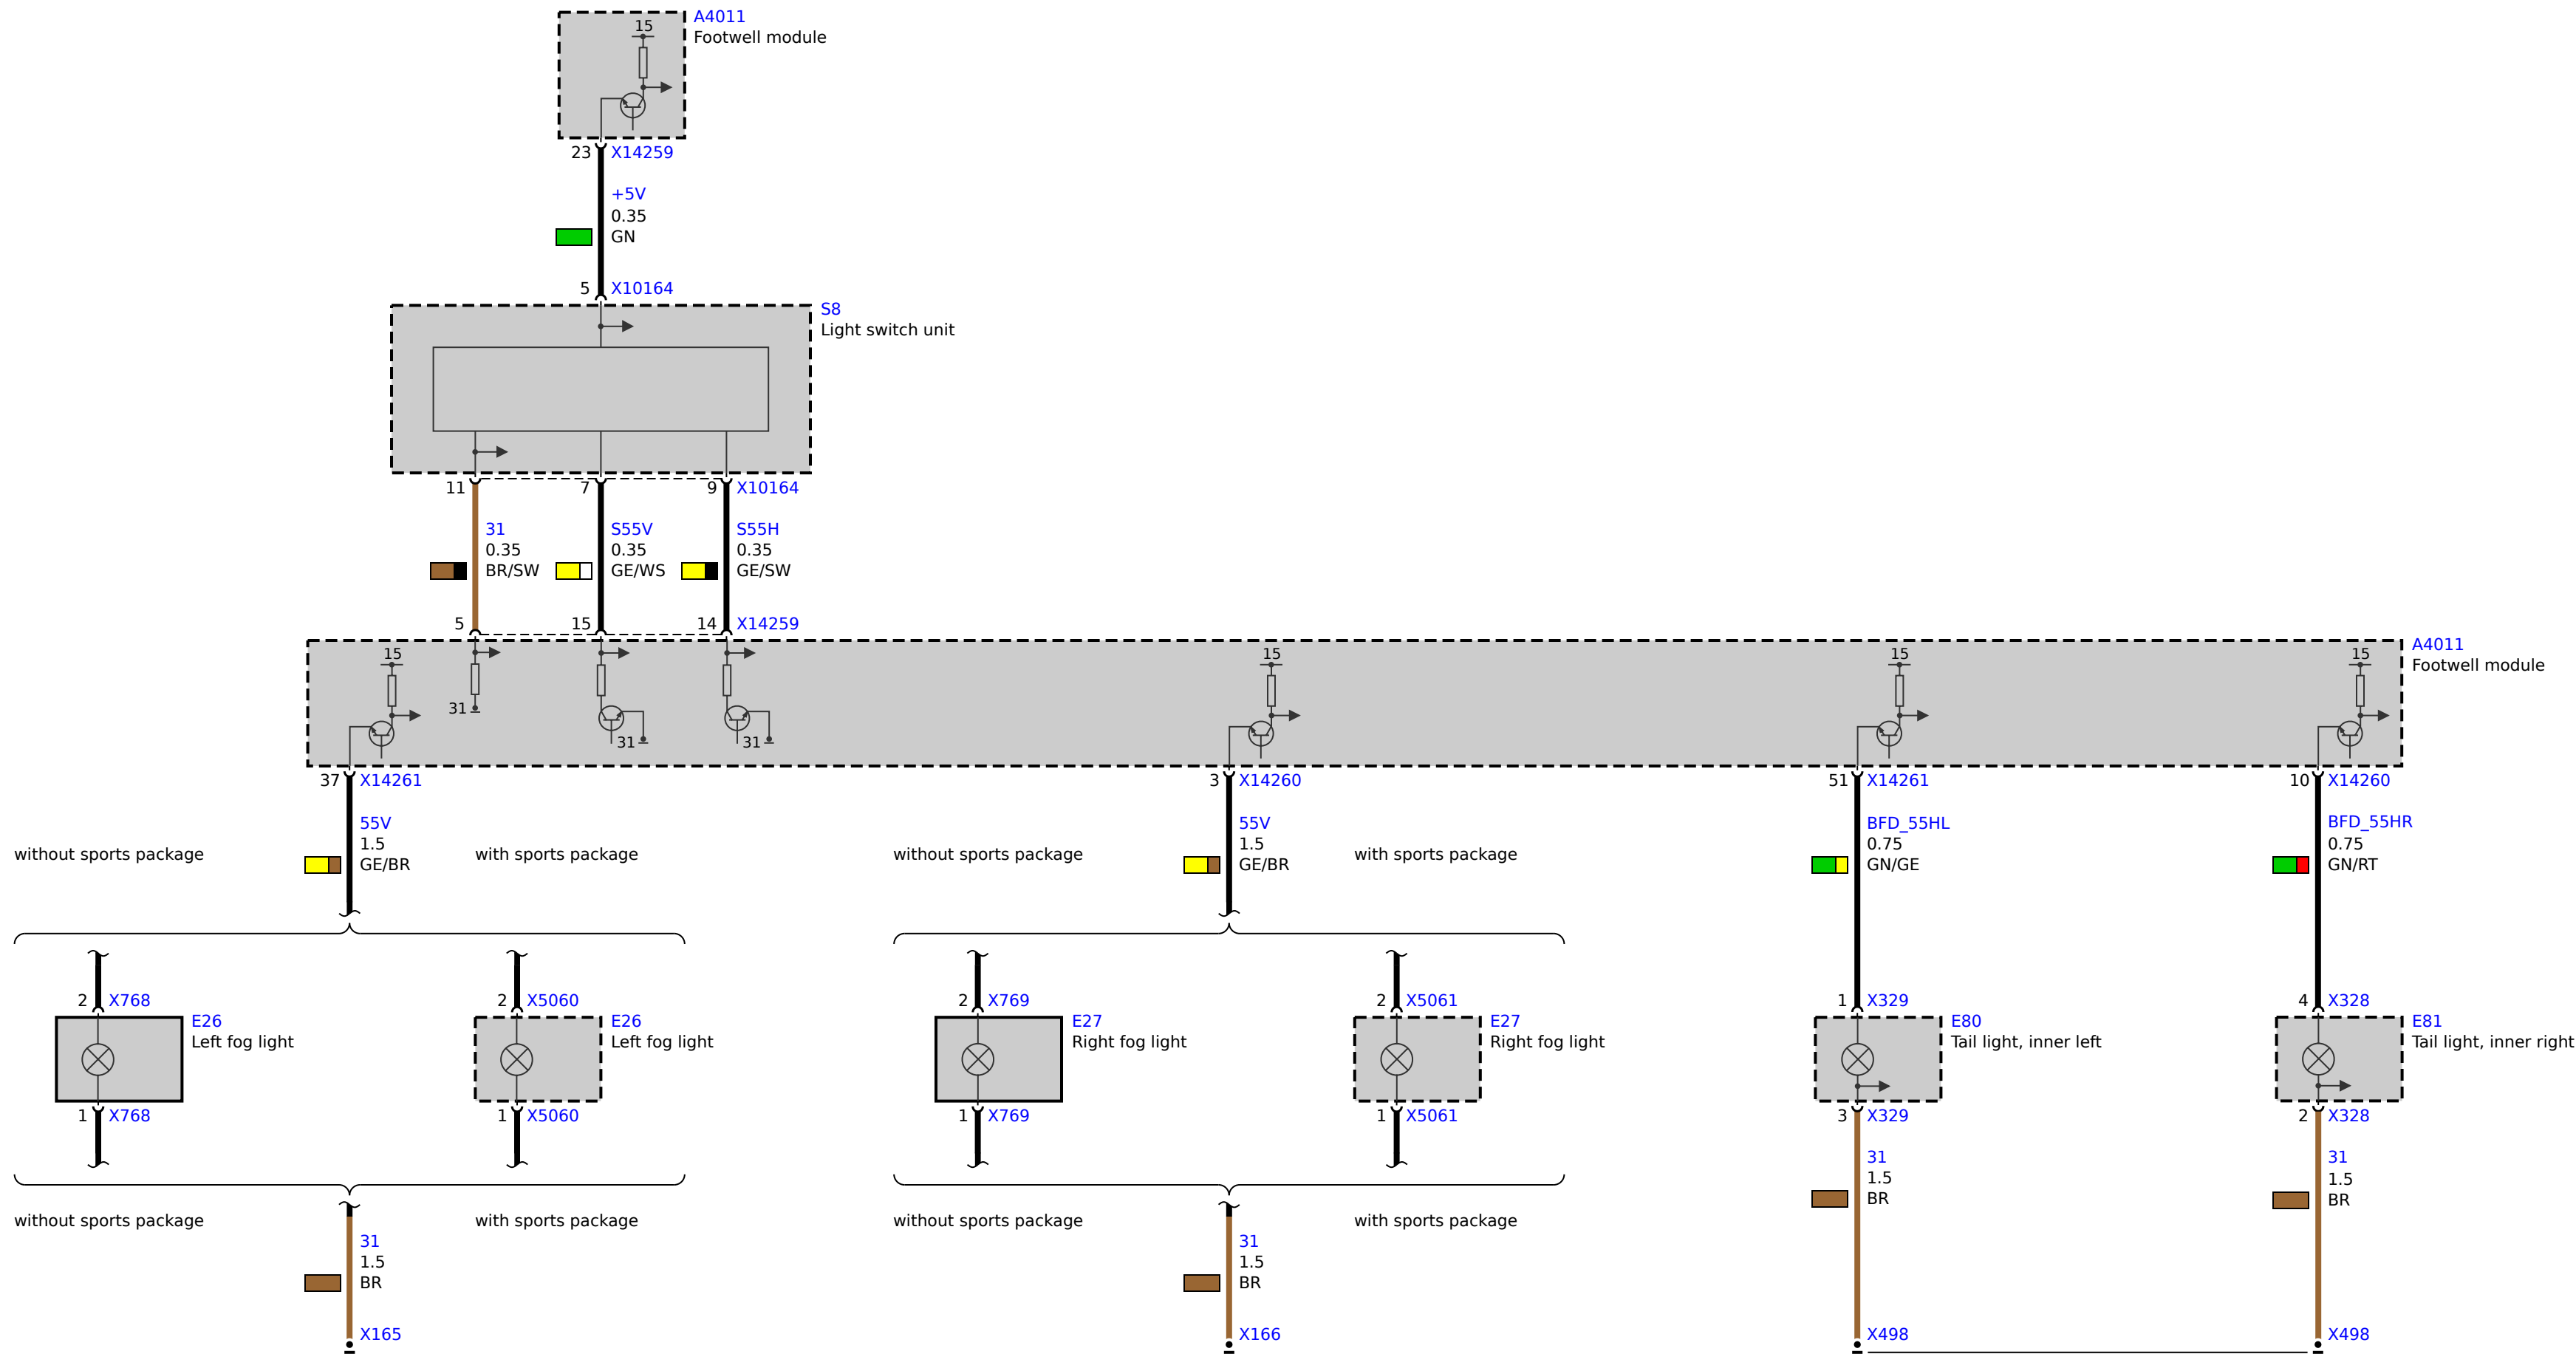 15
A4011
Footwell module
23 X14259
+5V
0.35
GN
5 X10164
S8
Light switch unit
11 7 9 X10164
31 S55V S55H
0.35 0.35 0.35
BR/SW GE/WS GE/SW
5 15 14 X14259
A4011
Footwell module
15 15 15 15
31
31 31
37 X14261 3 X14260 51 X14261 10 X14260
55V 55V BFD_55HL BFD_55HR
1.5 1.5 0.75 0.75
without sports package with sports package without sports package with sports package
GE/BR GE/BR GN/GE GN/RT
2 X768 2 X5060 2 X769 2 X5061 1 X329 4 X328
E26 E26 E27 E27 E80 E81
Left fog light Left fog light Right fog light Right fog light Tail light, inner left Tail light, inner right
1 X768 1 X5060 1 X769 1 X5061 3 X329 2 X328
31 31
1.5 1.5
BR BR
without sports package with sports package without sports package with sports package
31 31
1.5 1.5
BR BR
X165 X166 X498 X498